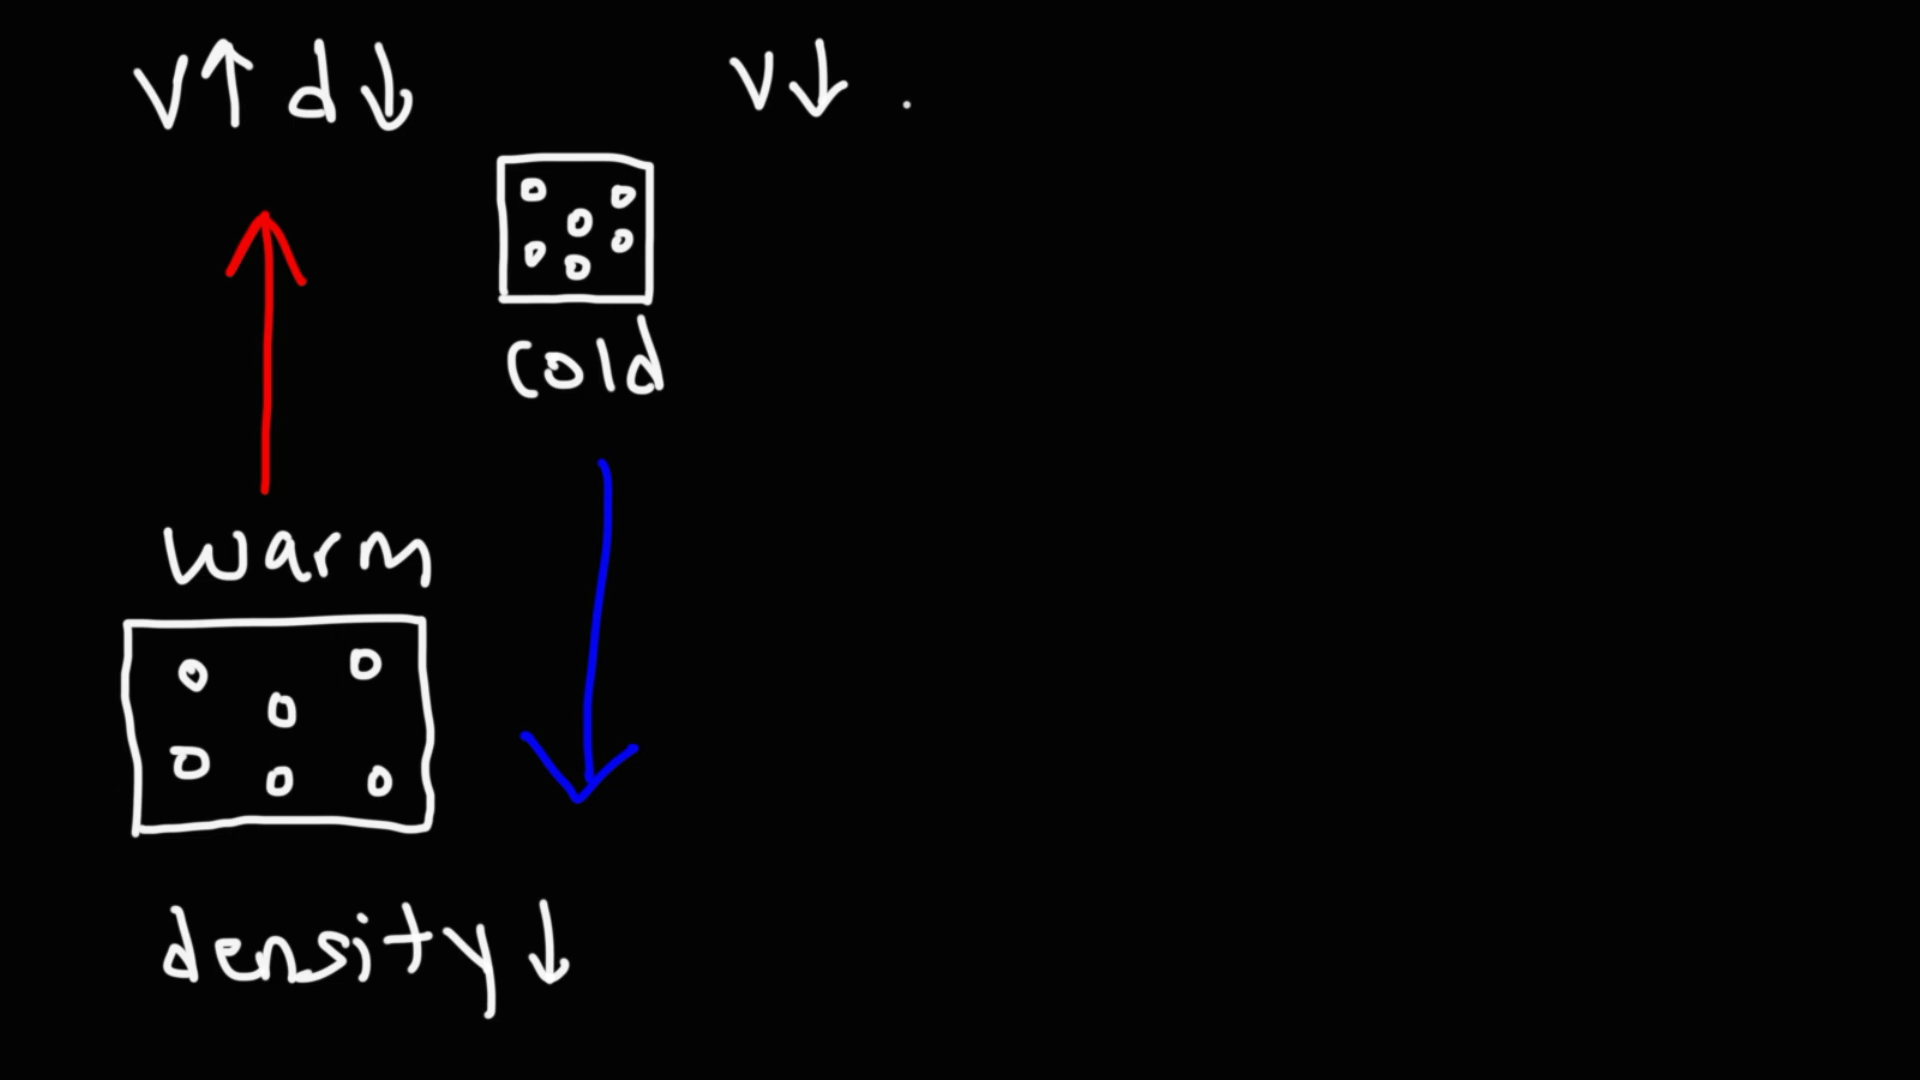 V↑ d↓
V↓ .
cold
warm
density↓